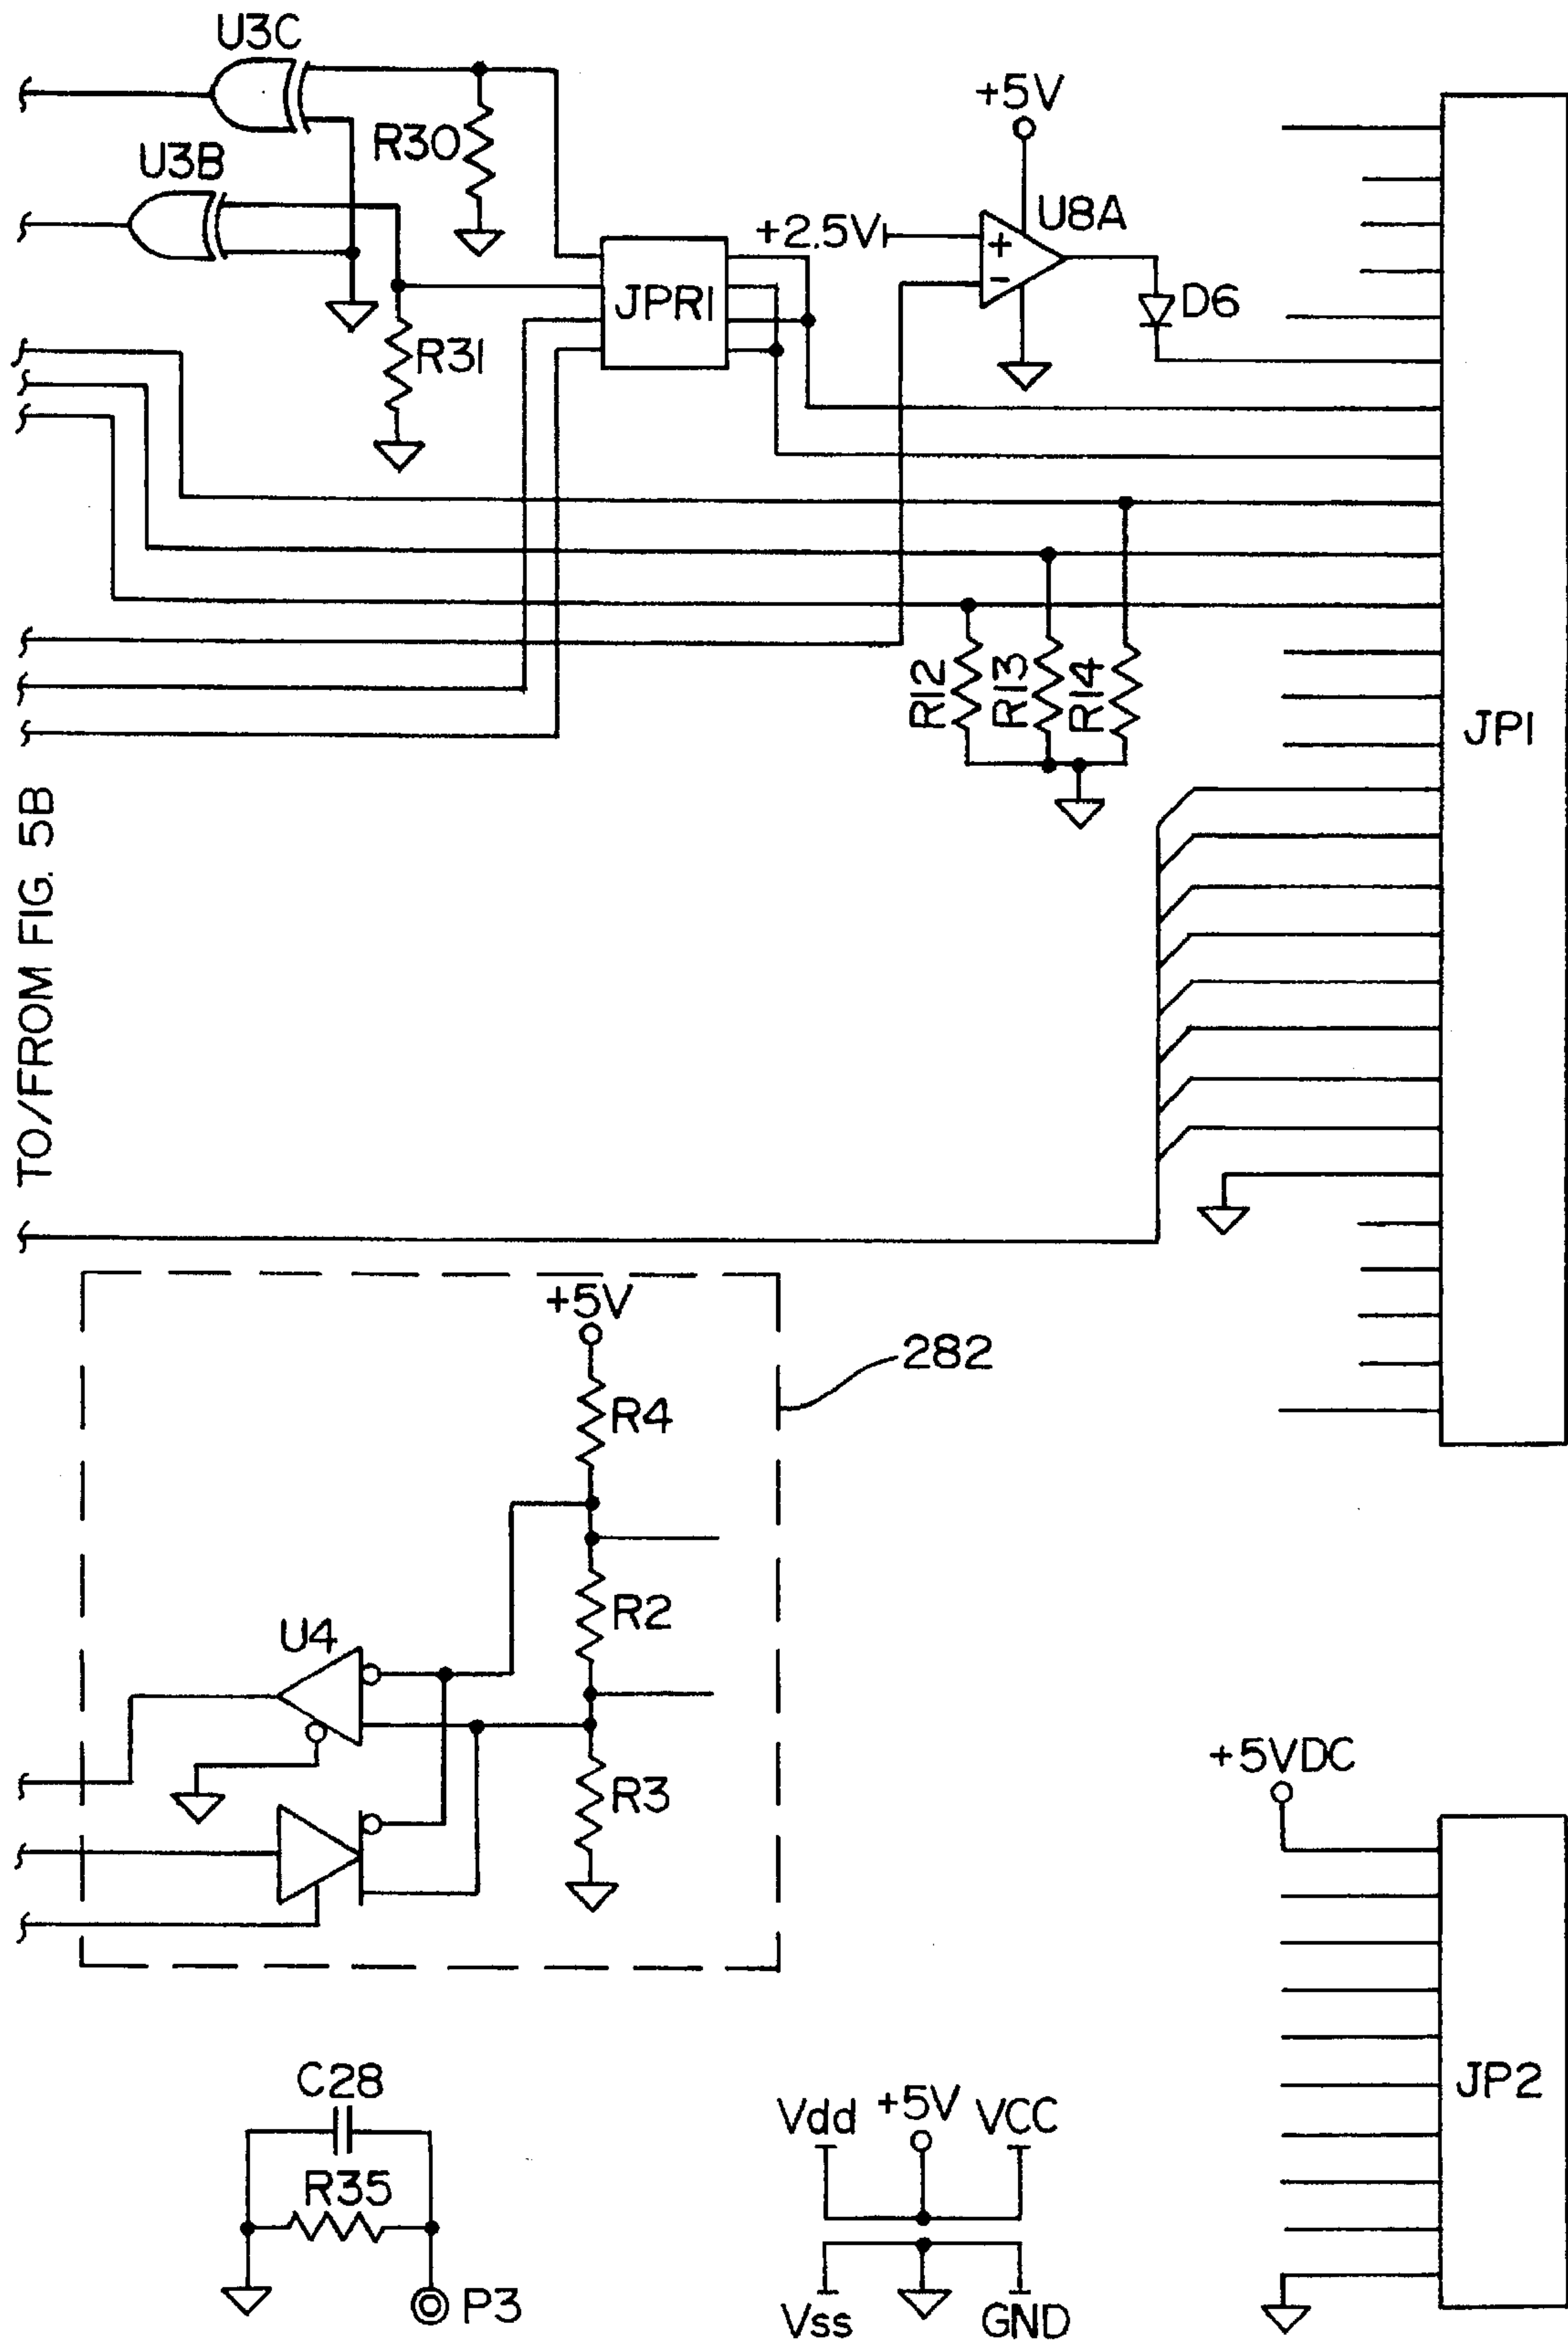 U3C
U3B
R30
+5V
+2.5V
U8A
+
-
D6
JPR1
R31
R12
R13
R14
JP1
TO/FROM FIG. 5B
+5V
282
R4
R2
U4
R3
+5VDC
JP2
C28
R35
P3
Vdd
+5V
VCC
Vss
GND